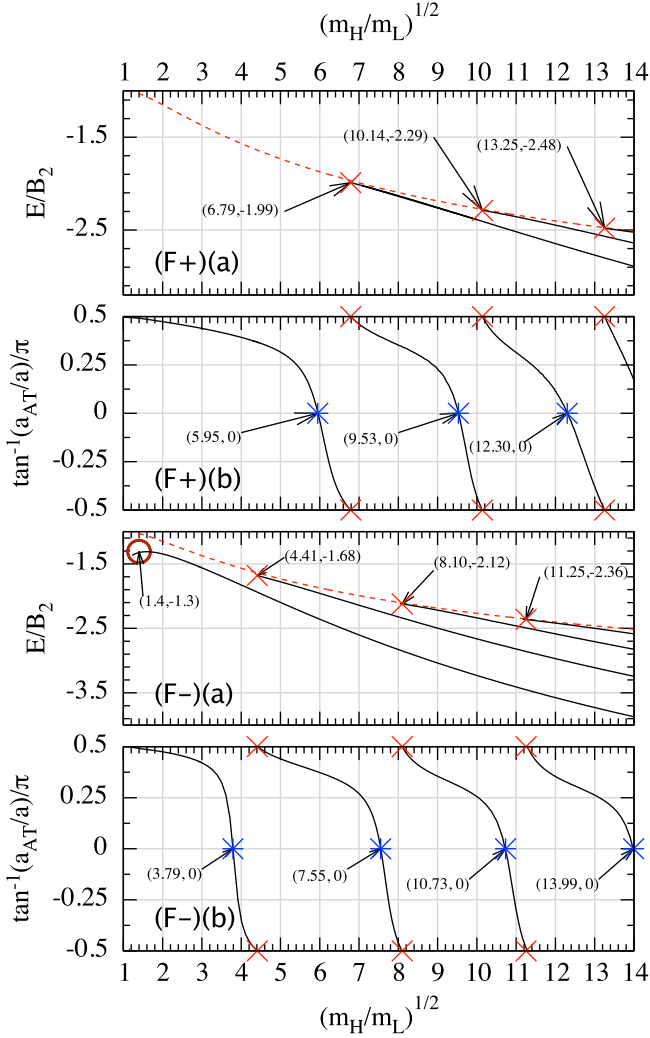 (m_H/m_L)^1/2
1 2 3 4 5 6 7 8 9 10 11 12 13 14
-1.5
-2.5
E/B_2
(10.14,-2.29)
(13.25,-2.48)
(6.79,-1.99)
(F+)(a)
0.5
0.25
0
-0.25
-0.5
tan^-1(a_AT/a)/π
(5.95, 0)
(9.53, 0)
(12.30, 0)
(F+)(b)
-1.5
-2.5
-3.5
E/B_2
(4.41,-1.68)
(8.10,-2.12)
(11.25,-2.36)
(1.4,-1.3)
(F−)(a)
0.5
0.25
0
-0.25
-0.5
tan^-1(a_AT/a)/π
(3.79, 0)
(7.55, 0)
(10.73, 0)
(13.99, 0)
(F−)(b)
1 2 3 4 5 6 7 8 9 10 11 12 13 14
(m_H/m_L)^1/2